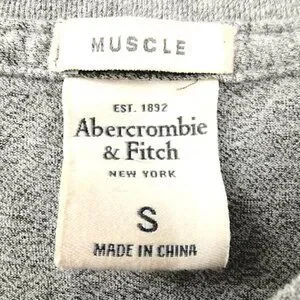 MUSCLE
EST. 1892
Abercrombie
& Fitch
NEW YORK
S
MADE IN CHINA